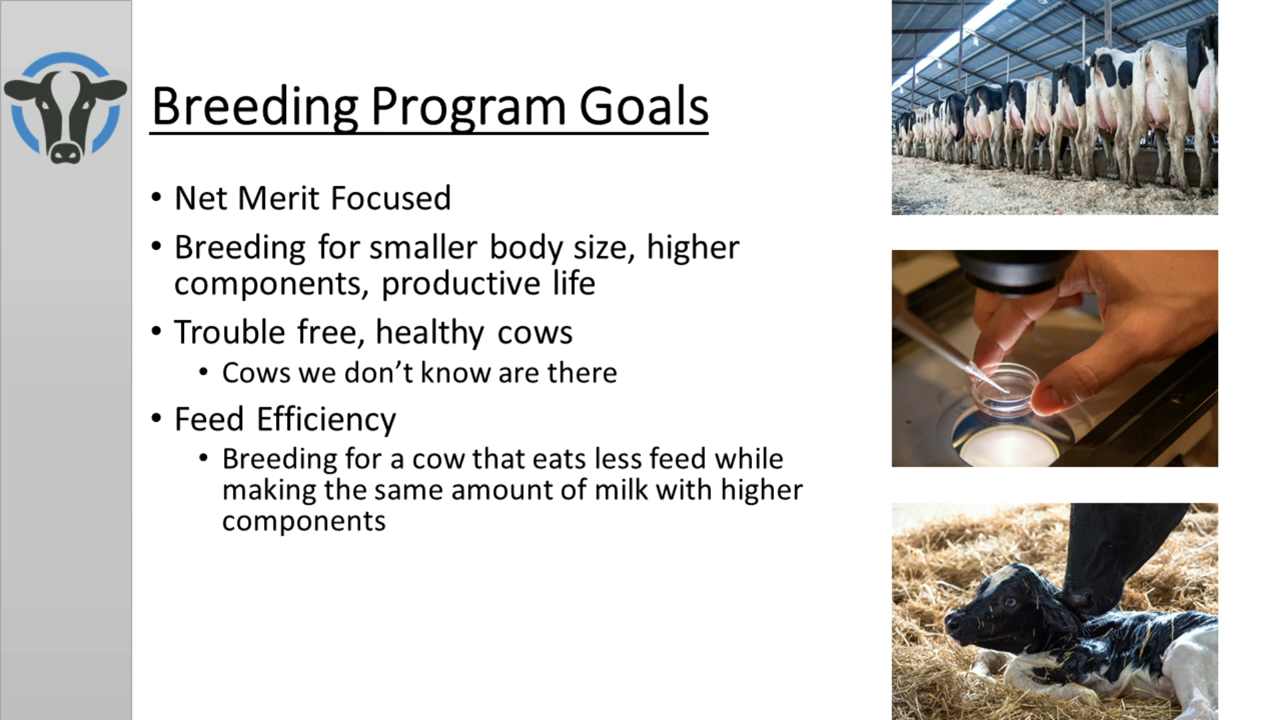 Breeding Program Goals
• Net Merit Focused
• Breeding for smaller body size, higher
components, productive life
• Trouble free, healthy cows
• Cows we don’t know are there
• Feed Efficiency
• Breeding for a cow that eats less feed while
making the same amount of milk with higher
components